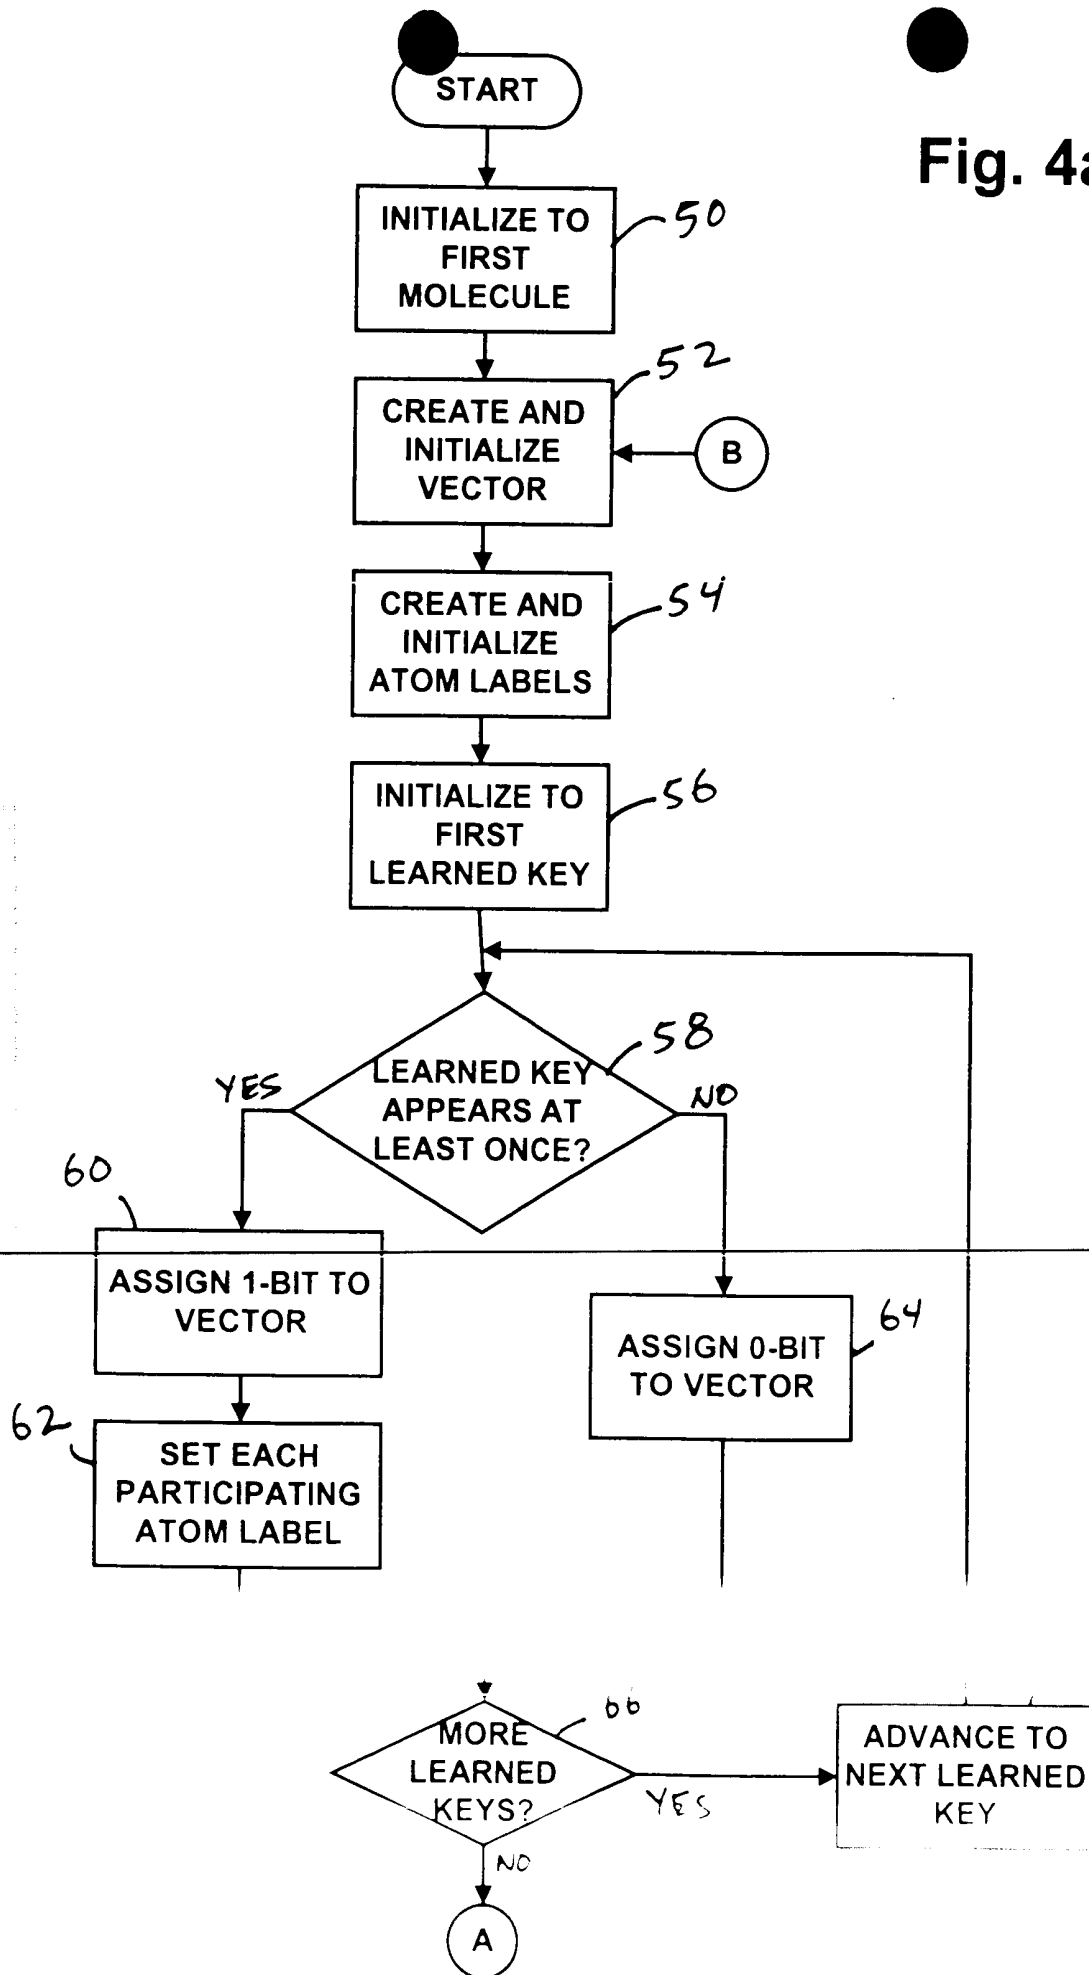 START
Fig. 4a
INITIALIZE TO
FIRST
MOLECULE
50
CREATE AND
INITIALIZE
VECTOR
52
B
CREATE AND
INITIALIZE
ATOM LABELS
54
INITIALIZE TO
FIRST
LEARNED KEY
56
LEARNED KEY
APPEARS AT
LEAST ONCE?
58
YES
NO
60
ASSIGN 1-BIT TO
VECTOR
ASSIGN 0-BIT
TO VECTOR
64
62
SET EACH
PARTICIPATING
ATOM LABEL
MORE
LEARNED
KEYS?
66
YES
ADVANCE TO
NEXT LEARNED
KEY
NO
A